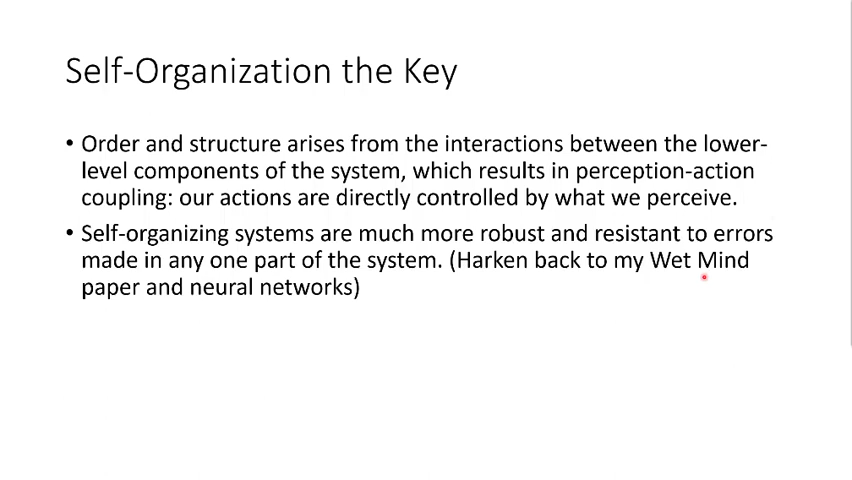 Self-Organization the Key
• Order and structure arises from the interactions between the lower-
level components of the system, which results in perception-action
coupling: our actions are directly controlled by what we perceive.
• Self-organizing systems are much more robust and resistant to errors
made in any one part of the system. (Harken back to my Wet Mind
paper and neural networks)